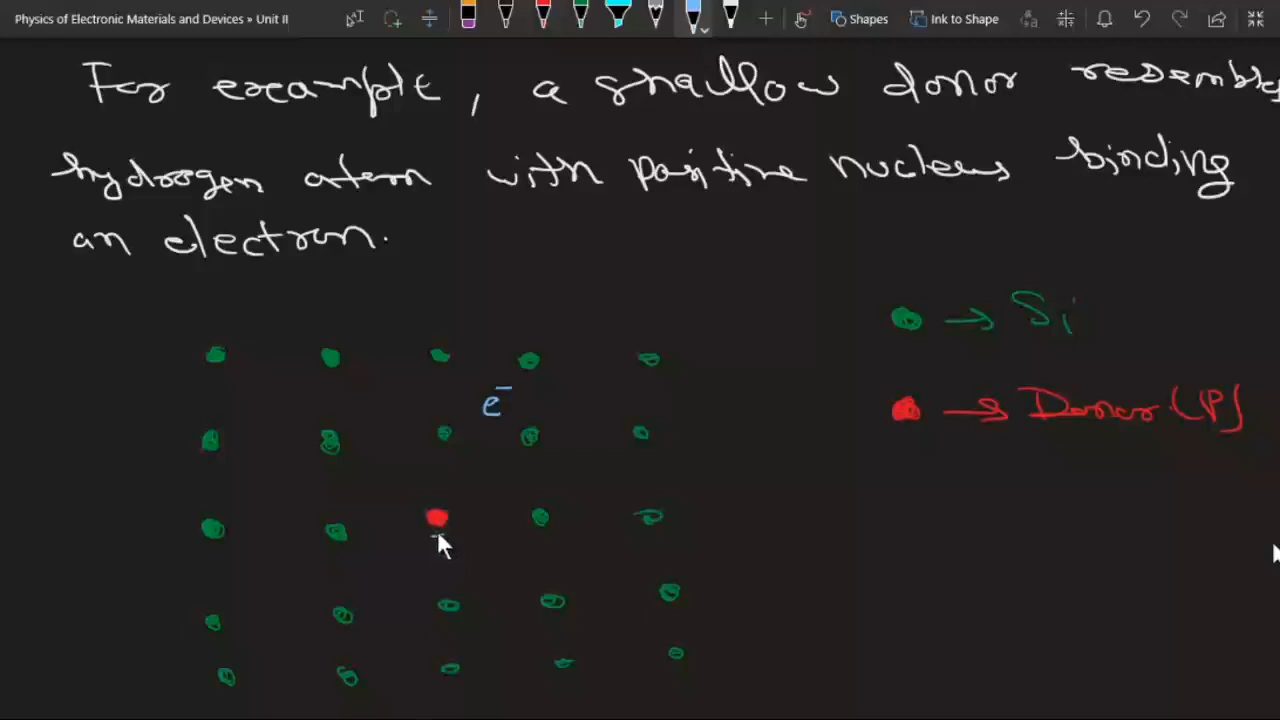 Physics of Electronic Materials and Devices » Unit II
Shapes
Ink to Shape
For example, a shallow donor resembles
hydrogen atom with positive nucleus binding
an electron.
→ Si
e⁻
→ Donor (P)